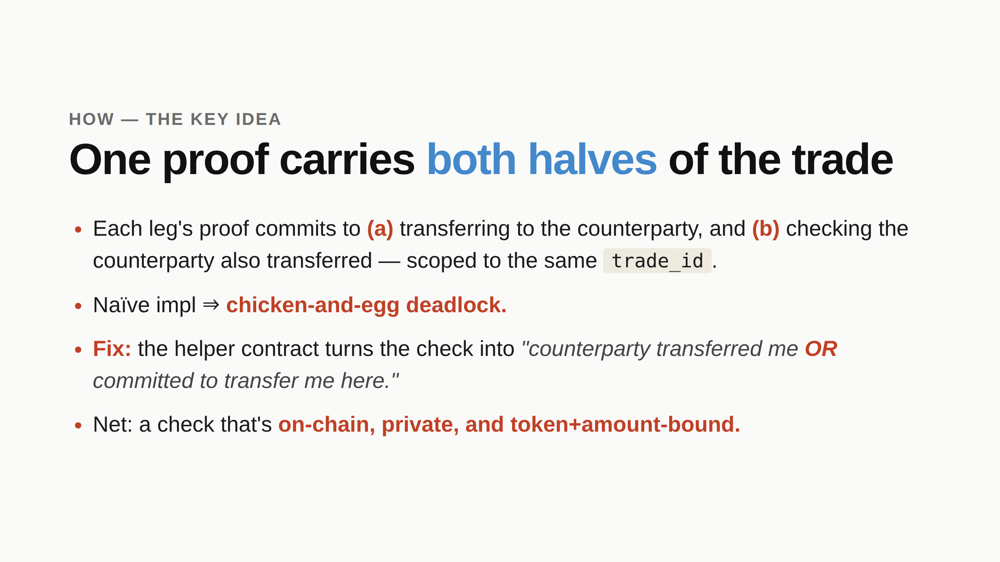 HOW — THE KEY IDEA
One proof carries both halves of the trade
• Each leg's proof commits to (a) transferring to the counterparty, and (b) checking the
counterparty also transferred — scoped to the same trade_id.
• Naïve impl ⇒ chicken-and-egg deadlock.
• Fix: the helper contract turns the check into "counterparty transferred me OR
committed to transfer me here."
• Net: a check that's on-chain, private, and token+amount-bound.